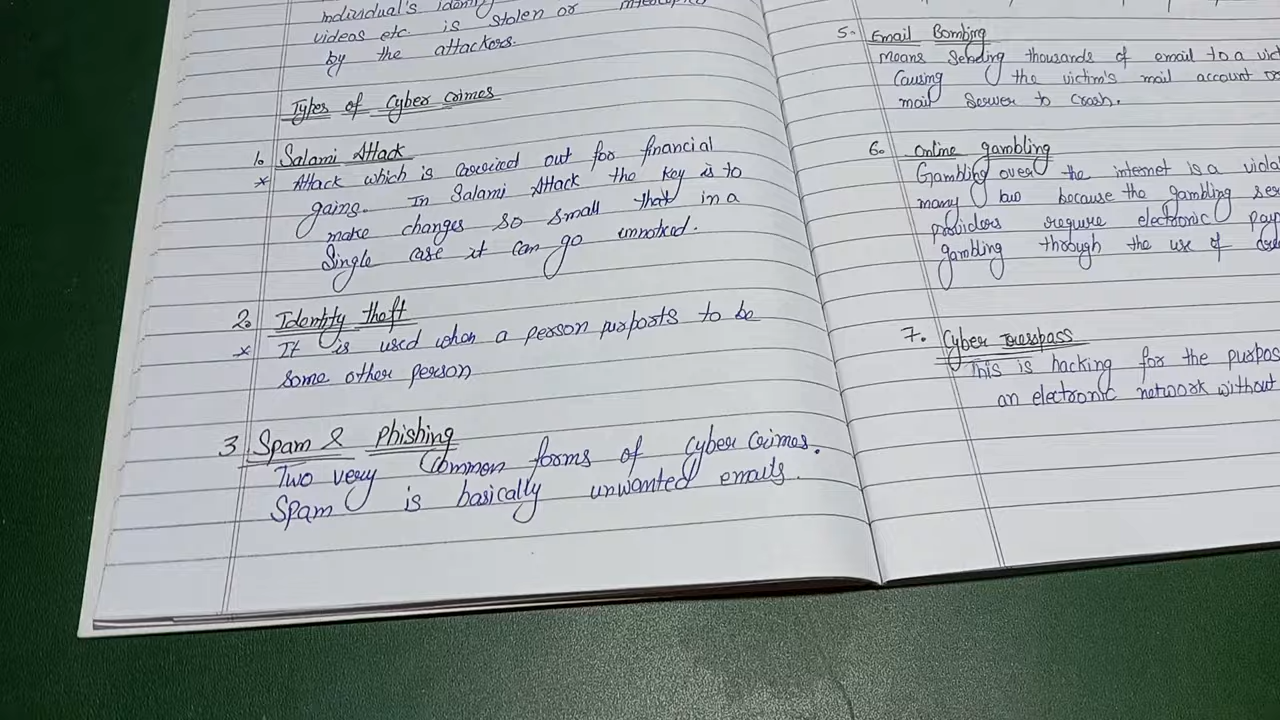 individual's
videos etc. is stolen or
by the attackers.
Types of Cyber Crimes
1. Salami Attack
* Attack which is carried out for financial
gains. In Salami Attack the key is to
make changes so small that in a
Single case it can go unnoticed.
2. Identity theft
* It is used when a person purports to be
some other person
3 Spam & Phishing
Two very Common forms of Cyber Crimes.
Spam is basically unwanted emails.
5. Email Bombing
Means Sending thousands of email to a
Causing the victim's mail account or
mail Server to Crash.
6. Online gambling
Gambling over the internet is a
many law because the gambling
providers require electronic
gambling through the use of
7. Cyber Trespass
This is hacking for the
an electronic network without